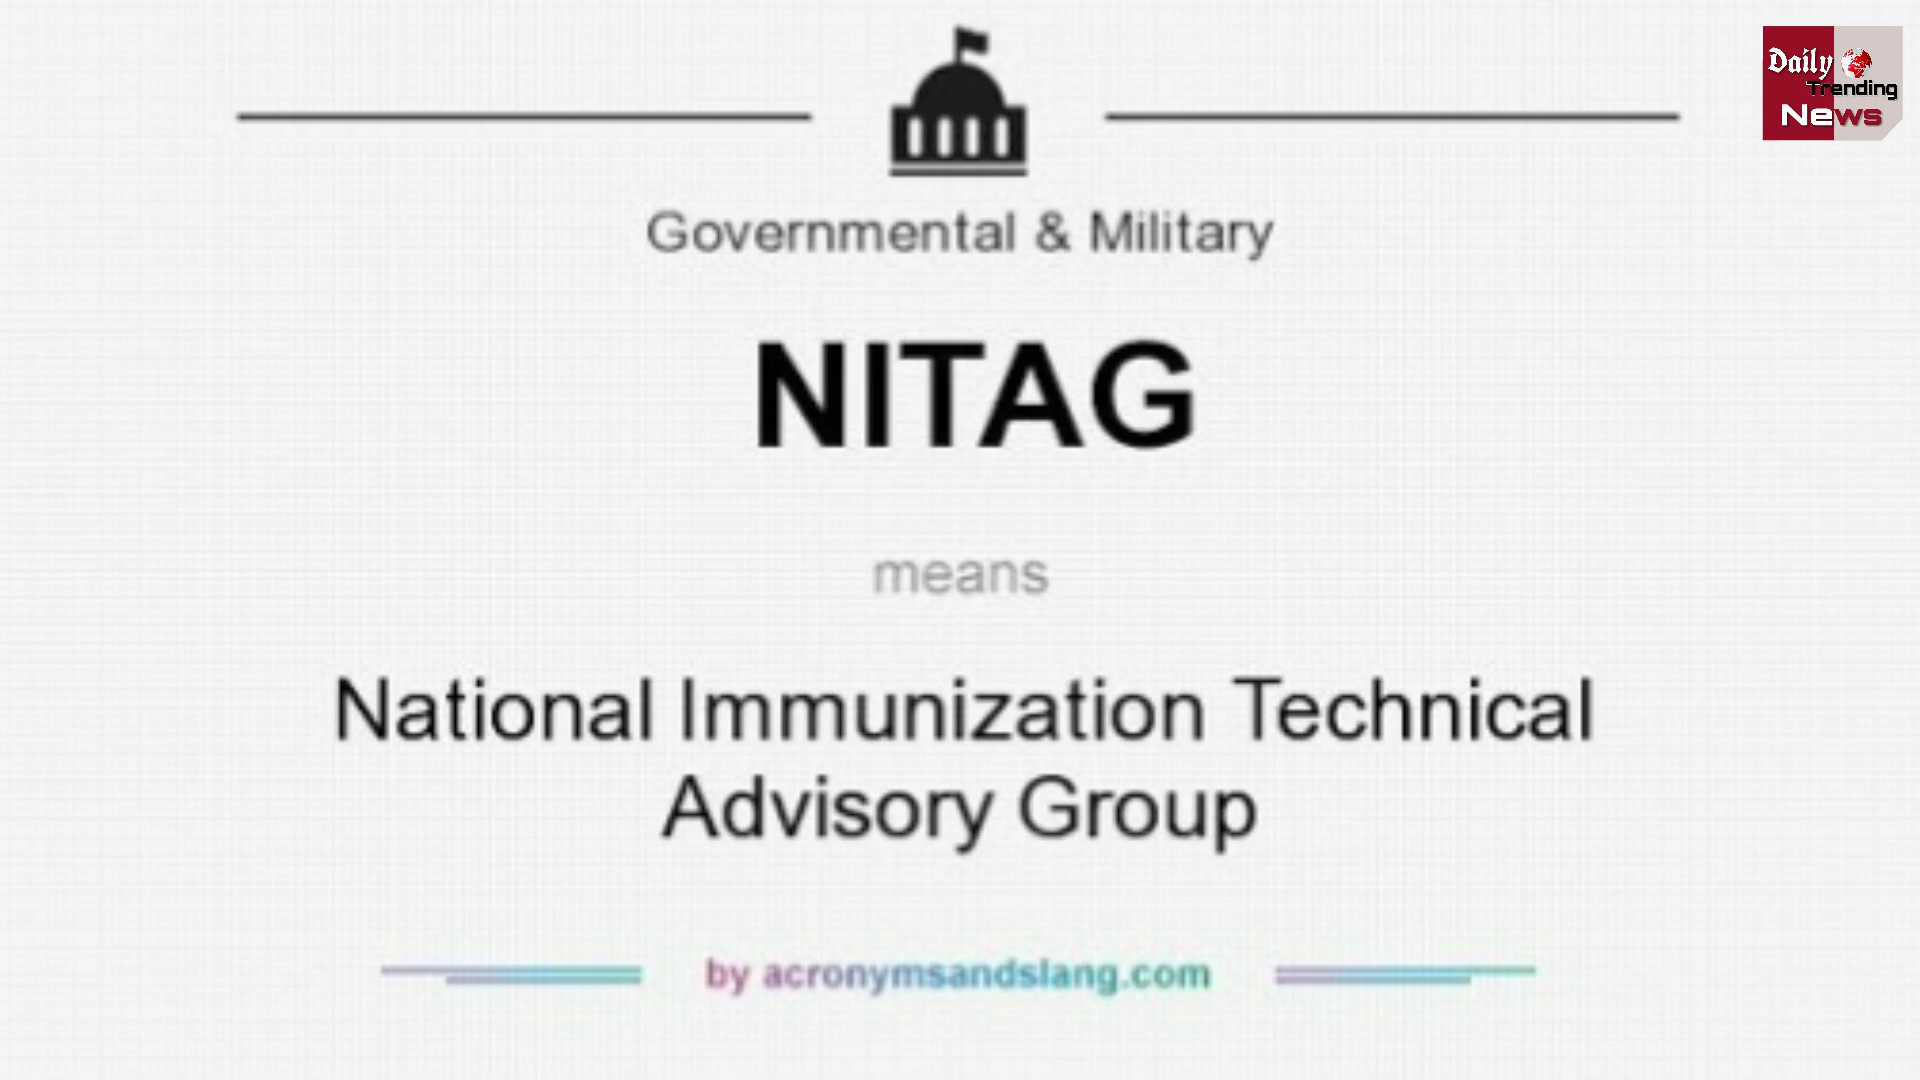 Daily
Trending
News
Governmental & Military
NITAG
means
National Immunization Technical
Advisory Group
by acronymsandslang.com